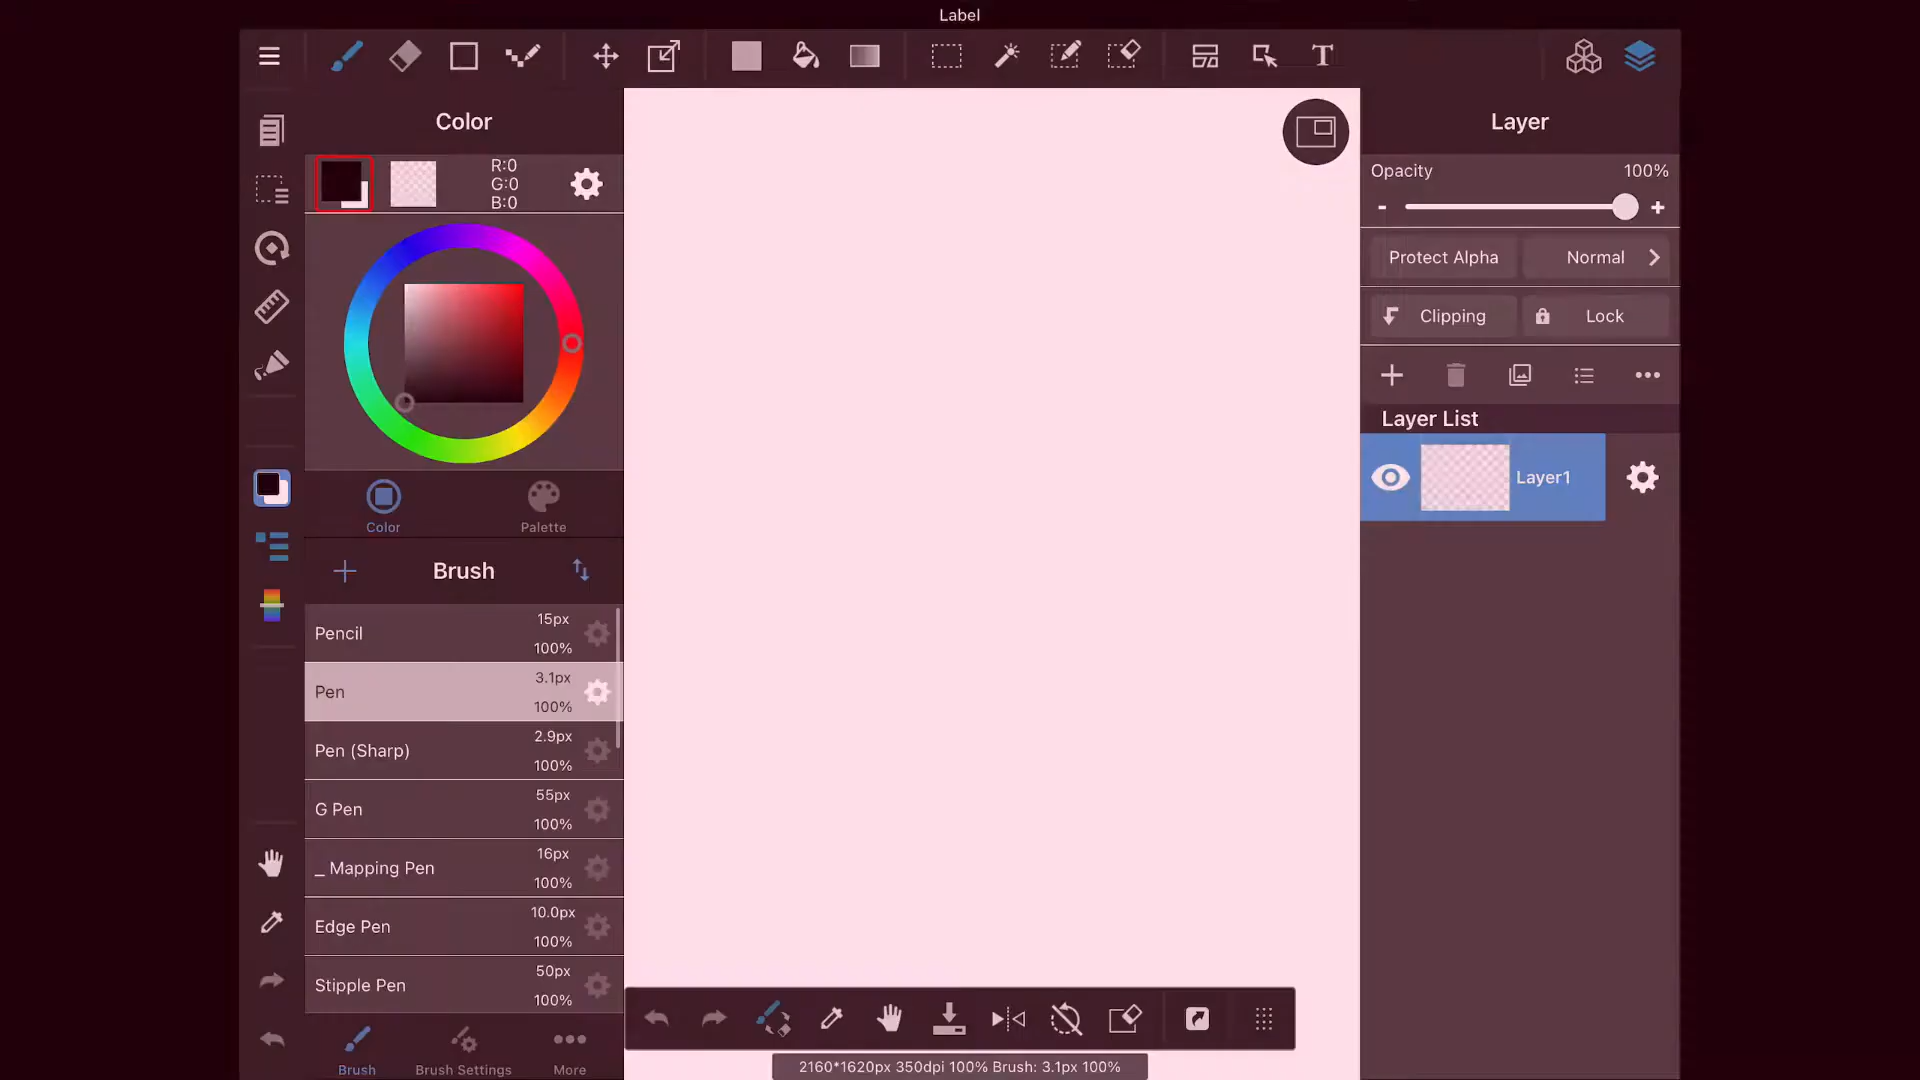 Label
Color
Layer
R:0
G:0
B:0
Opacity
100%
-
+
Protect Alpha
Normal
Clipping
Lock
Layer List
Layer1
Color
Palette
Brush
Pencil
15px
100%
Pen
3.1px
100%
Pen (Sharp)
2.9px
100%
G Pen
55px
100%
_ Mapping Pen
16px
100%
Edge Pen
10.0px
100%
Stipple Pen
50px
100%
Brush
Brush Settings
More
2160*1620px 350dpi 100% Brush: 3.1px 100%